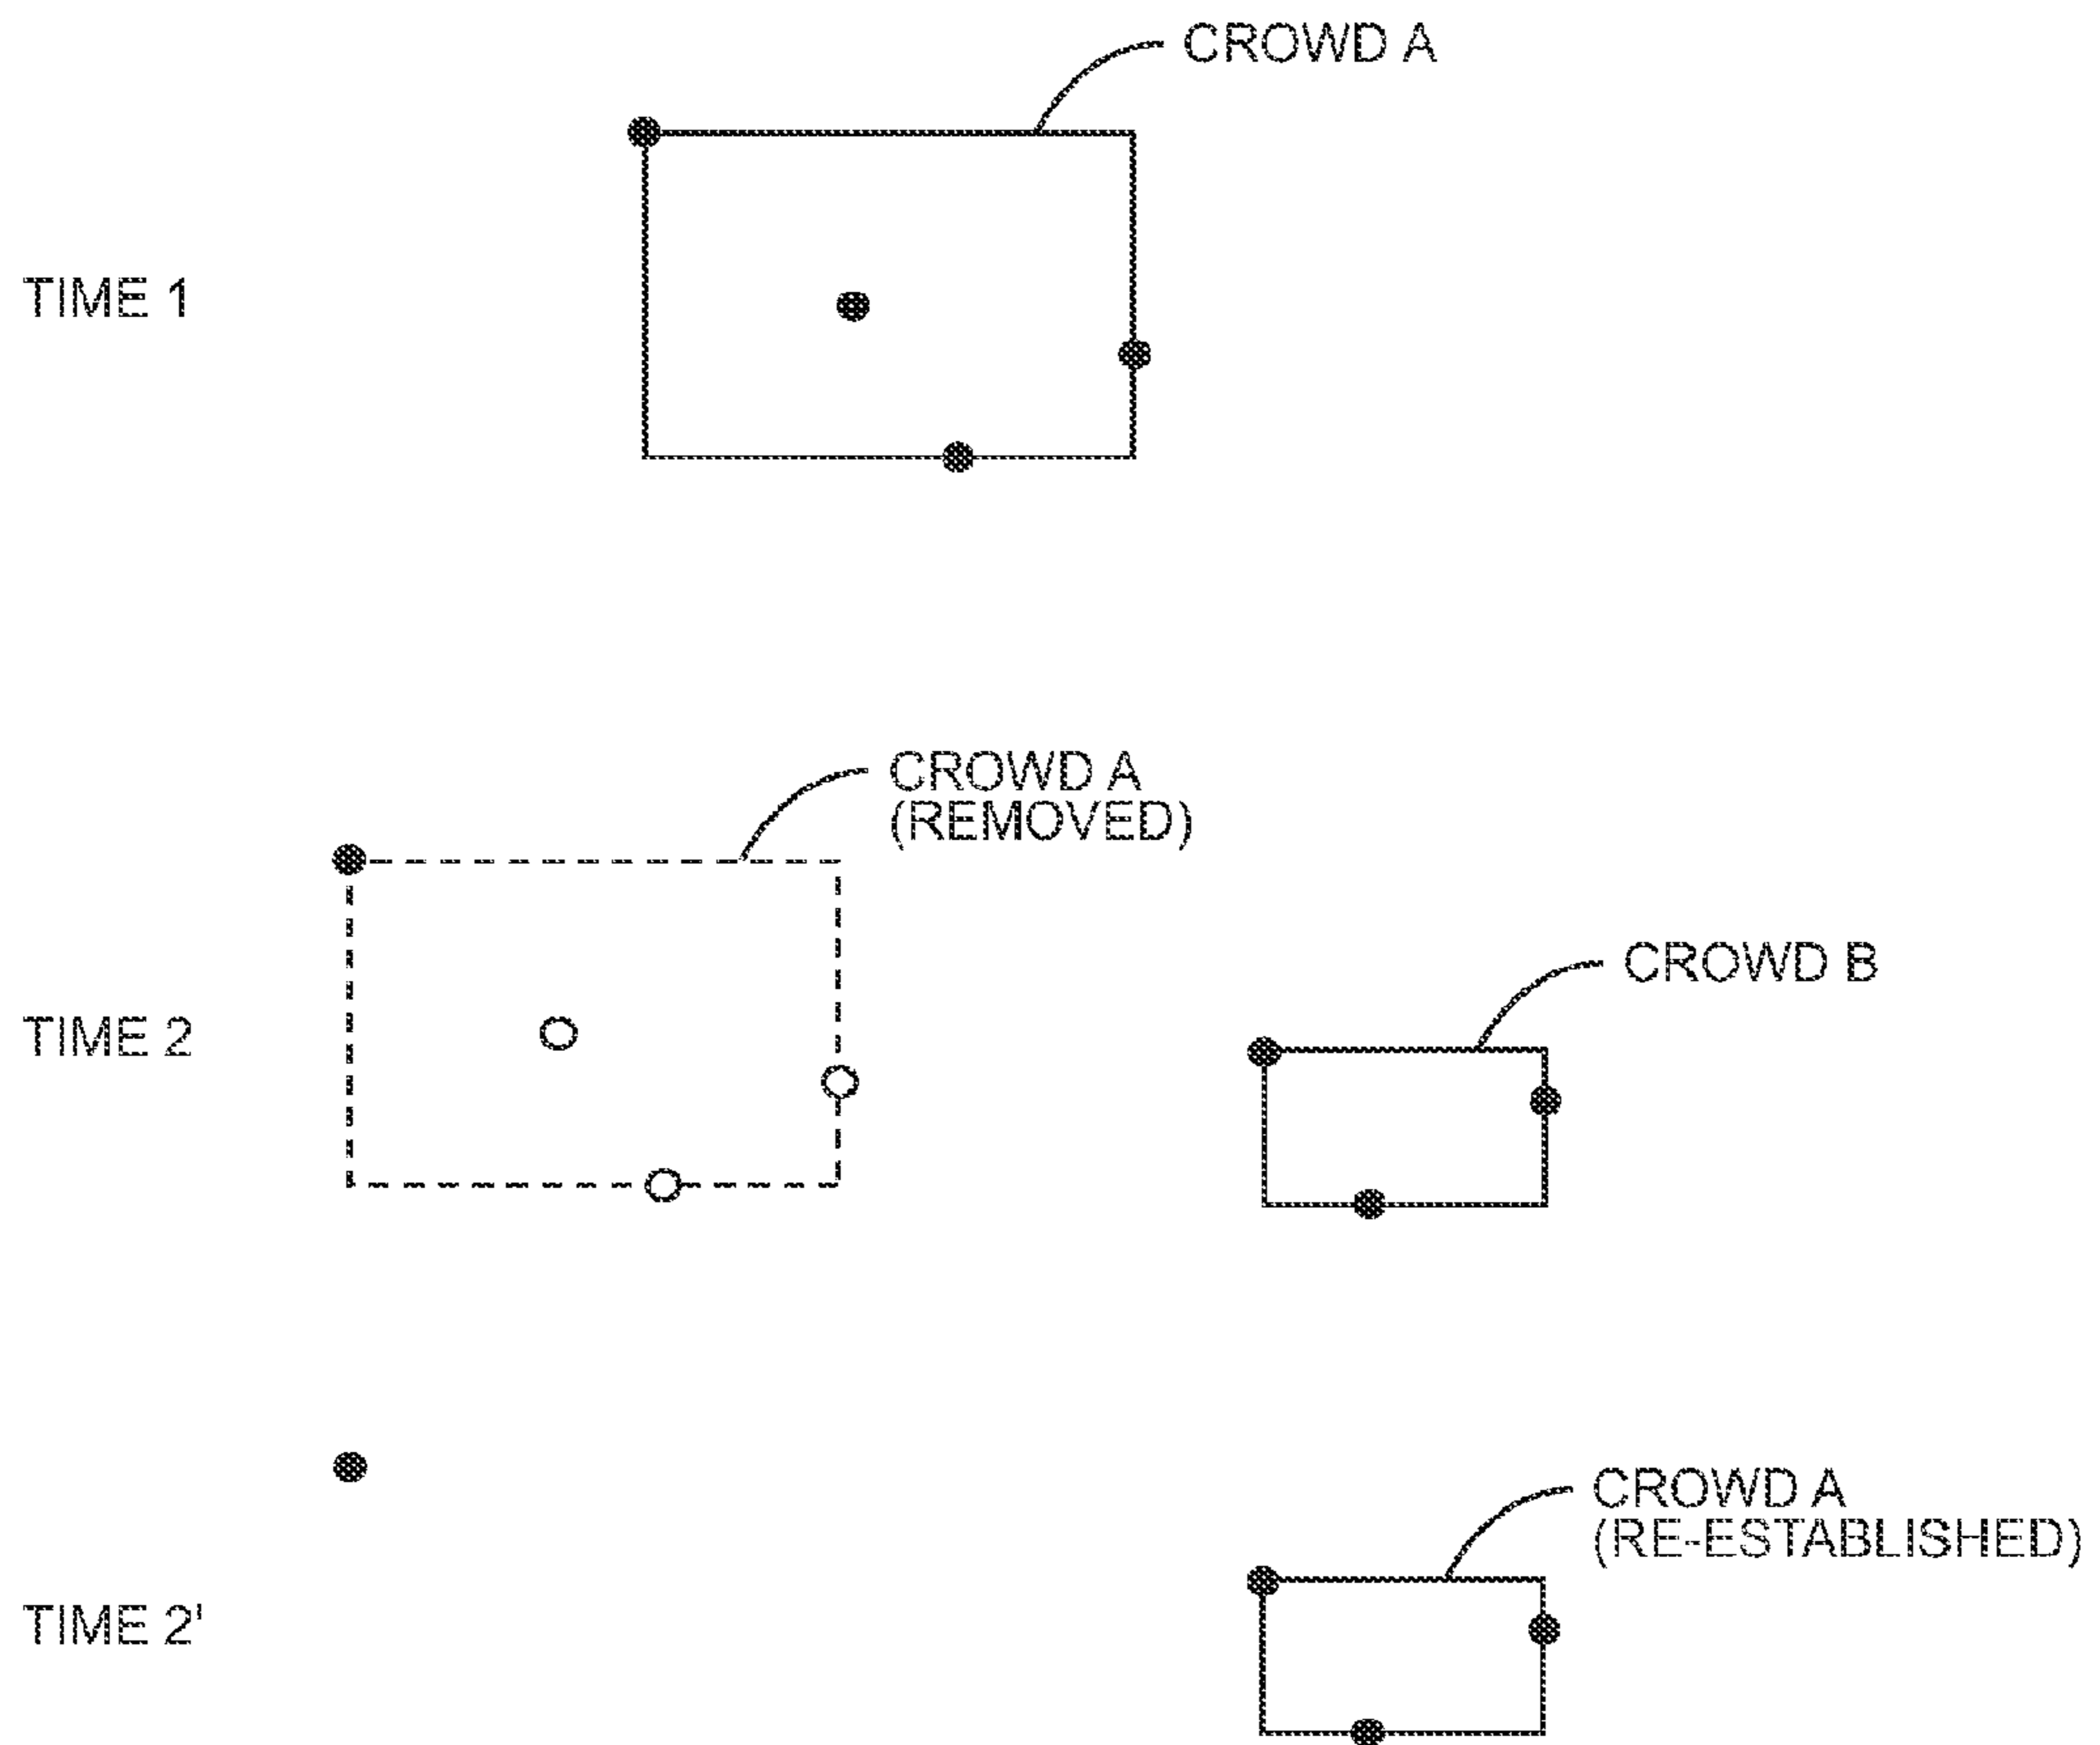 CROWD A
TIME 1
CROWD A
(REMOVED)
CROWD B
TIME 2
CROWD A
(RE-ESTABLISHED)
TIME 2'